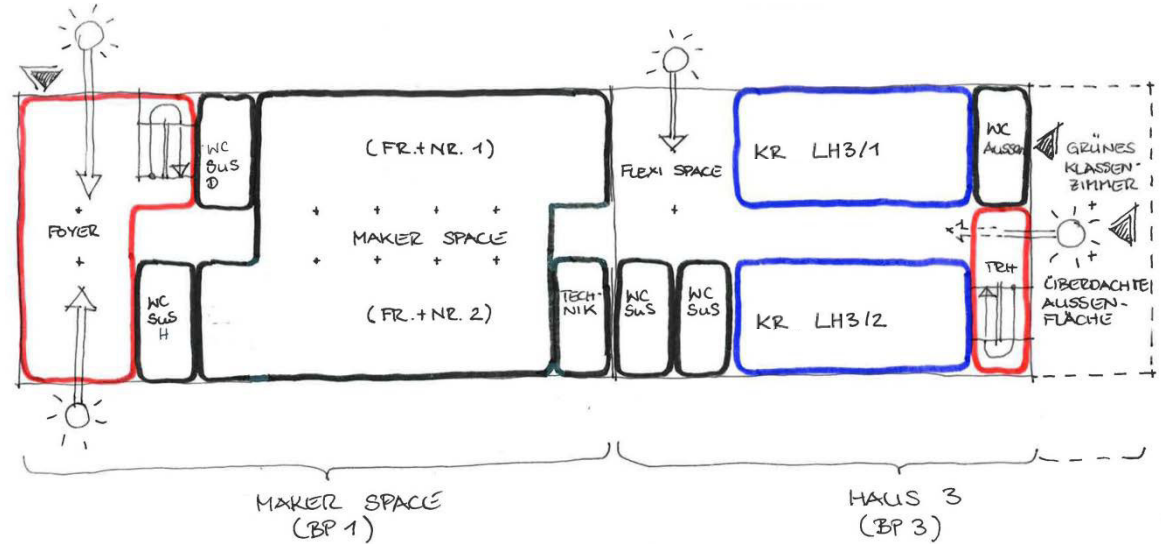 WC
SUS
D
(FR.+NR. 1)
FLEXI SPACE
KR LH3/1
WC
AUSSEN
GRÜNES
KLASSEN-
ZIMMER
FOYER
MAKER SPACE
x1
WC
SUS
H
(FR.+NR. 2)
TECH-
NIK
WC
SUS
WC
SUS
KR LH3/2
TRH
ÜBERDACHTE
AUSSEN-
FLÄCHE
MAKER SPACE
(BP 1)
HAUS 3
(BP 3)